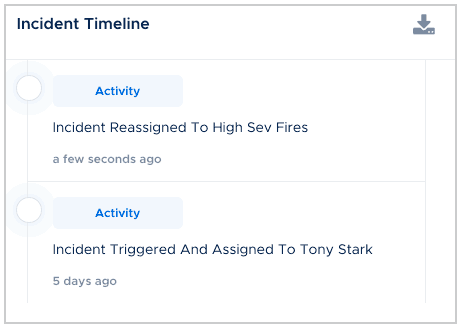 Incident Timeline
Activity
Incident Reassigned To High Sev Fires
a few seconds ago
Activity
Incident Triggered And Assigned To Tony Stark
5 days ago